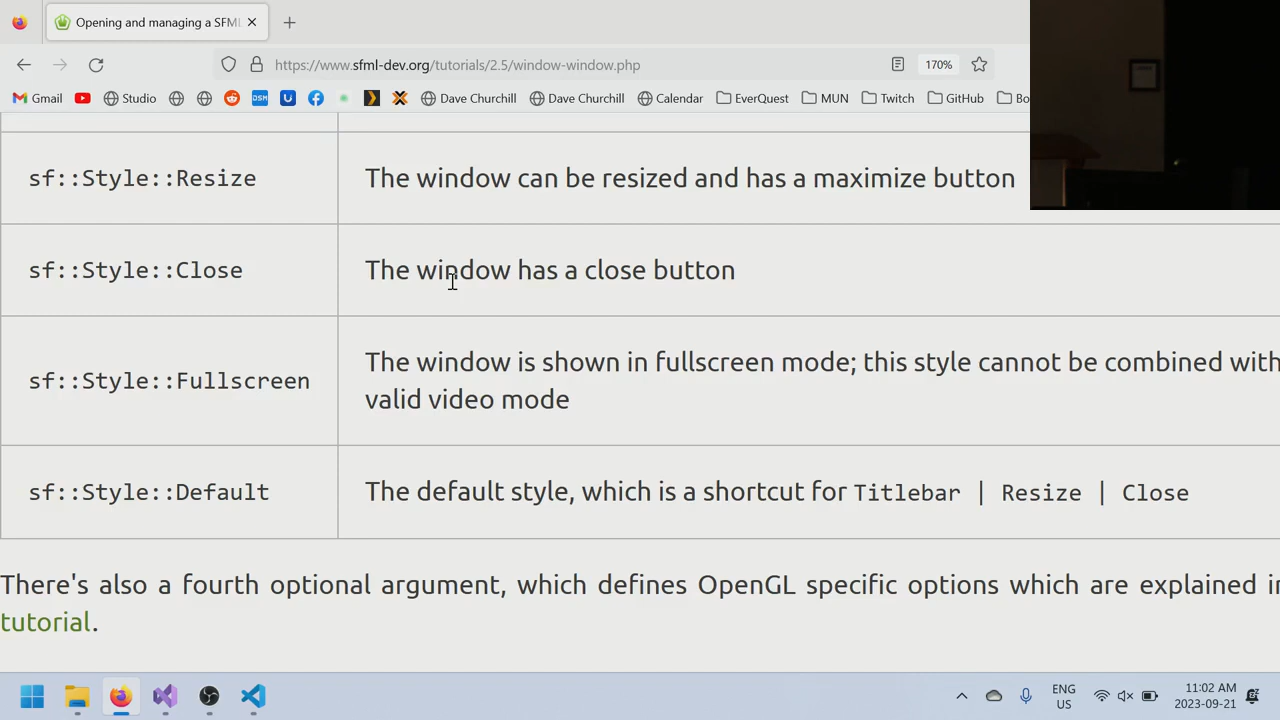 Opening and managing a SFML
https://www.sfml-dev.org/tutorials/2.5/window-window.php
170%
Gmail
Studio
Dave Churchill
Dave Churchill
Calendar
EverQuest
MUN
Twitch
GitHub
Bo
sf::Style::Resize
The window can be resized and has a maximize button
sf::Style::Close
The window has a close button
sf::Style::Fullscreen
The window is shown in fullscreen mode; this style cannot be combined with
valid video mode
sf::Style::Default
The default style, which is a shortcut for Titlebar | Resize | Close
There's also a fourth optional argument, which defines OpenGL specific options which are explained in
tutorial.
ENG
US
11:02 AM
2023-09-21